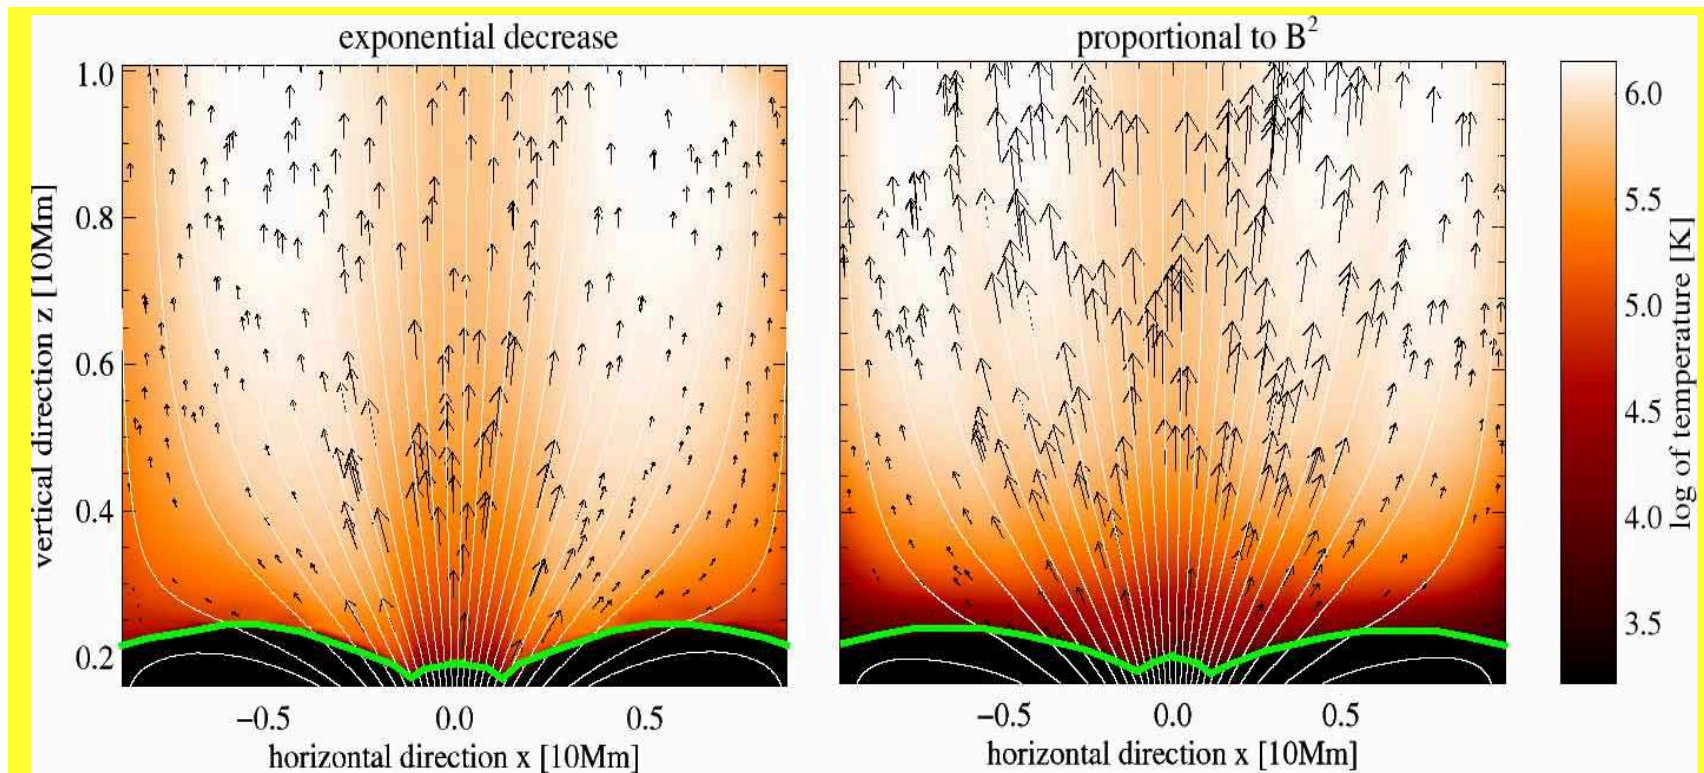 exponential decrease
proportional to B²
1.0
0.8
0.6
0.4
0.2
vertical direction z [10Mm]
−0.5 0.0 0.5
horizontal direction x [10Mm]
−0.5 0.0 0.5
horizontal direction x [10Mm]
6.0
5.5
5.0
4.5
4.0
3.5
log of temperature [K]